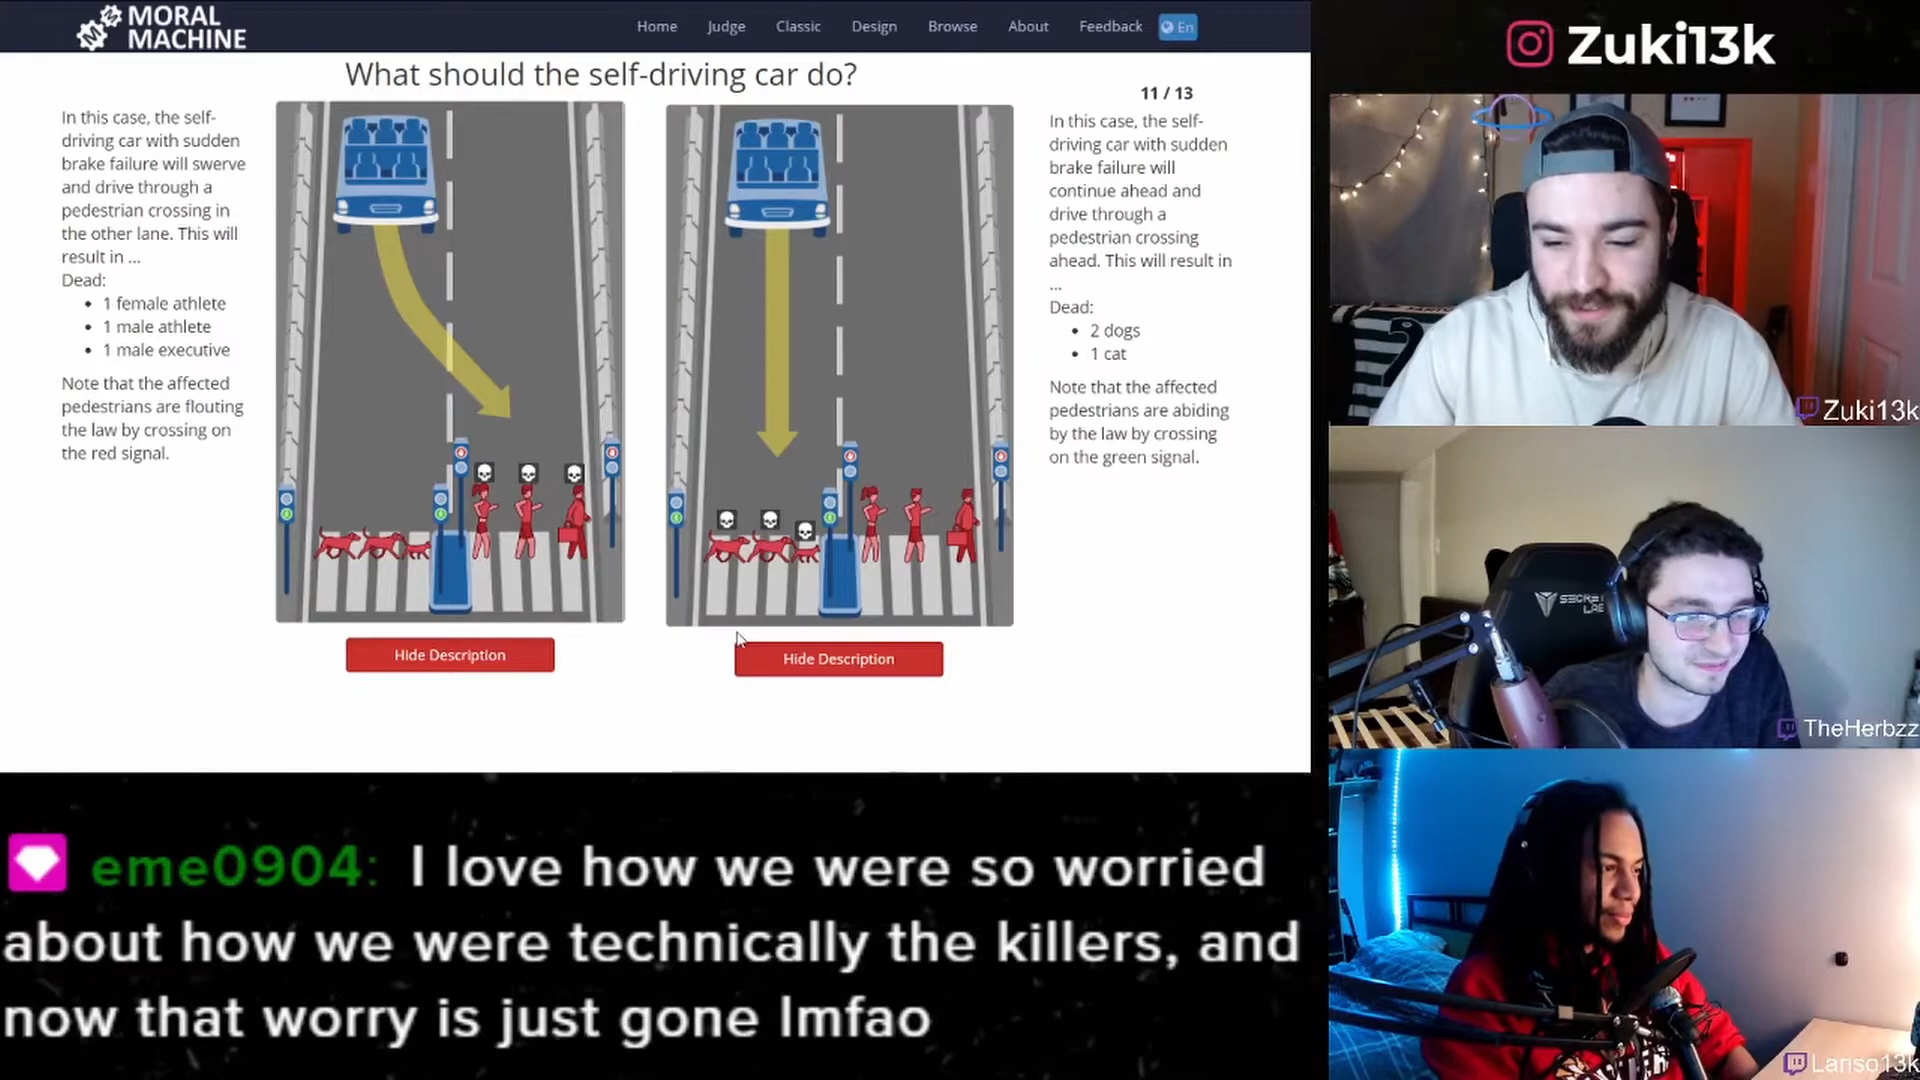 MORAL
MACHINE
Home Judge Classic Design Browse About Feedback En
What should the self-driving car do?
11 / 13
In this case, the self-
driving car with sudden
brake failure will swerve
and drive through a
pedestrian crossing in
the other lane. This will
result in ...
Dead:
• 1 female athlete
• 1 male athlete
• 1 male executive
Note that the affected
pedestrians are flouting
the law by crossing on
the red signal.
In this case, the self-
driving car with sudden
brake failure will
continue ahead and
drive through a
pedestrian crossing
ahead. This will result in
...
Dead:
• 2 dogs
• 1 cat
Note that the affected
pedestrians are abiding
by the law by crossing
on the green signal.
Hide Description
Hide Description
Zuki13k
Zuki13k
TheHerbzz
Lanso13k
eme0904: I love how we were so worried
about how we were technically the killers, and
now that worry is just gone lmfao